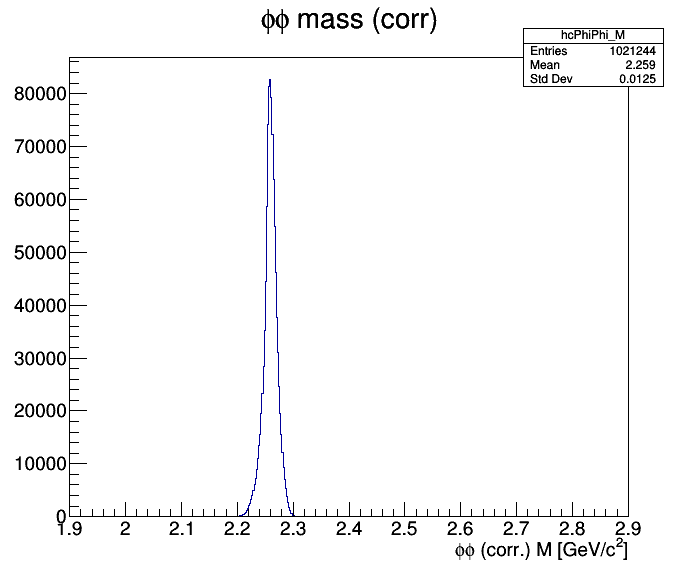 ϕϕ mass (corr)
hcPhiPhi_M
Entries 1021244
Mean 2.259
Std Dev 0.0125
80000
70000
60000
50000
40000
30000
20000
10000
0
1.9 2 2.1 2.2 2.3 2.4 2.5 2.6 2.7 2.8 2.9
ϕϕ (corr.) M [GeV/c²]